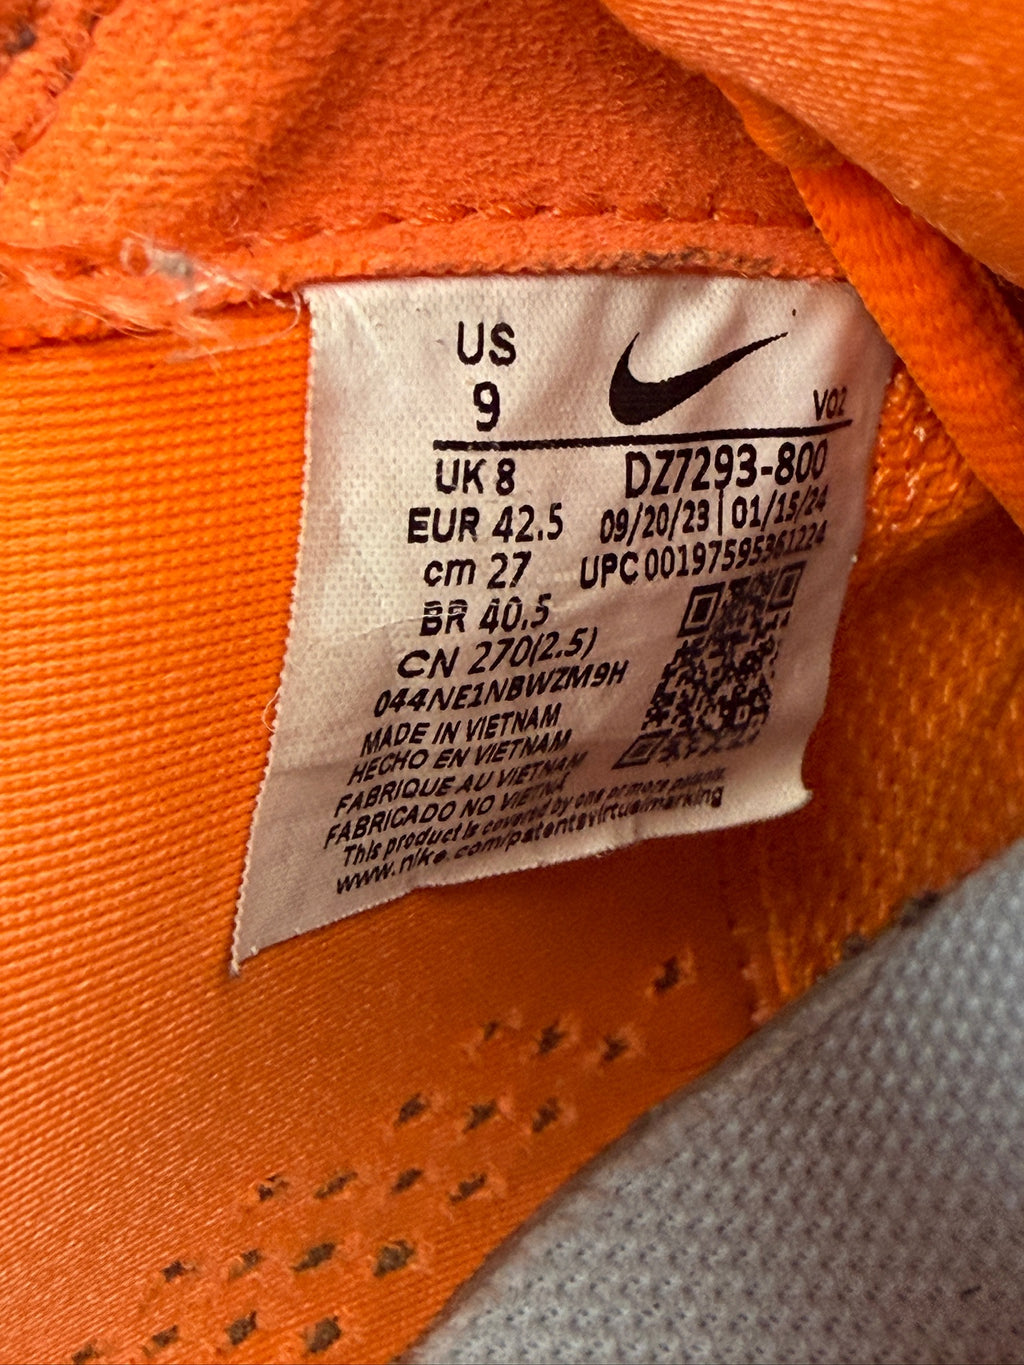 US
9
V02
UK 8
DZ7293-800
EUR 42.5
09/20/23 | 01/15/24
cm 27
UPC 00197595361224
BR 40.5
CN 270(2.5)
044NE1NBWZM9H
MADE IN VIETNAM
HECHO EN VIETNAM
FABRIQUE AU VIETNAM
FABRICADO NO VIETNÃ
This product is covered by one or more patents.
www.nike.com/patentsvirtualmarking